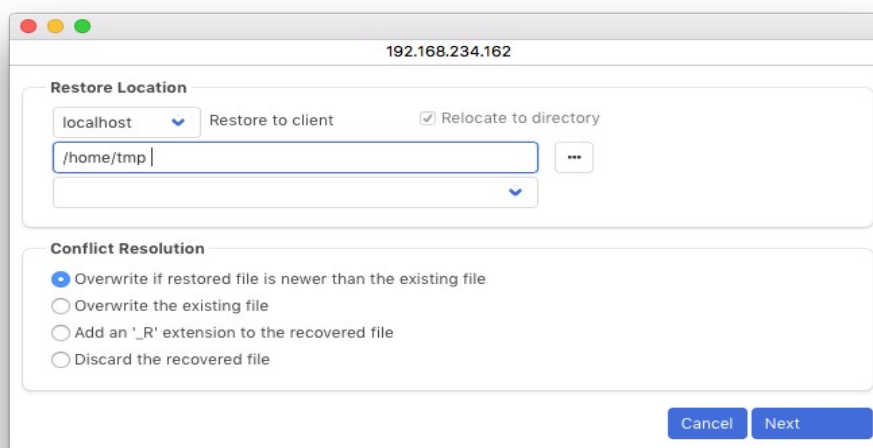 192.168.234.162
Restore Location
localhost Restore to client Relocate to directory
/home/tmp
Conflict Resolution
Overwrite if restored file is newer than the existing file
Overwrite the existing file
Add an '_R' extension to the recovered file
Discard the recovered file
Cancel Next